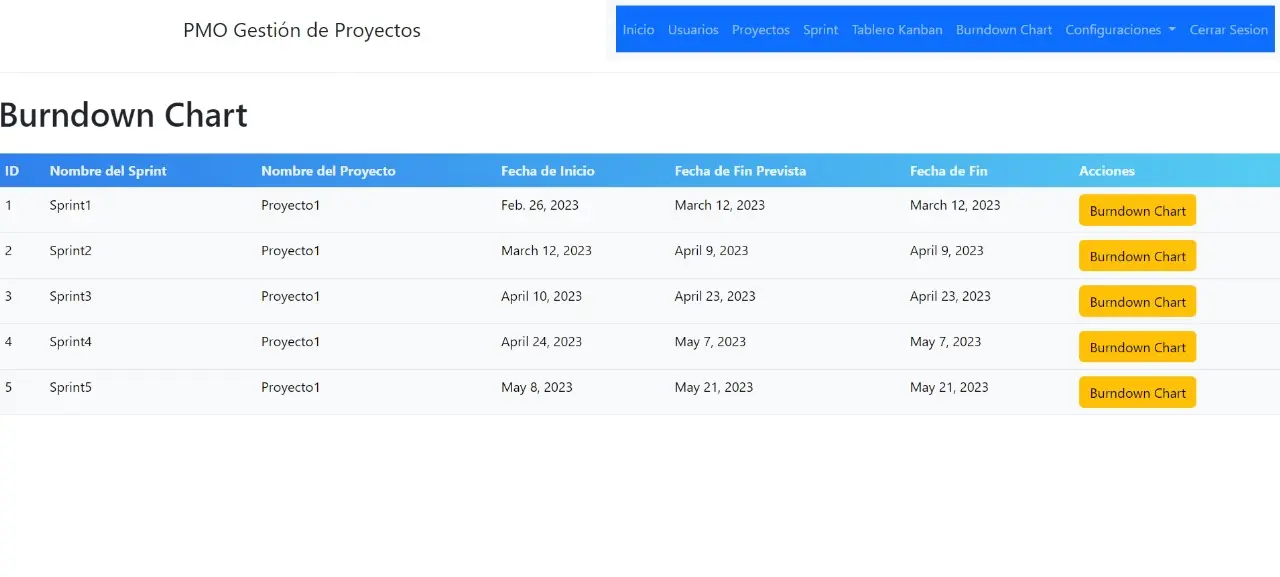 PMO Gestión de Proyectos
Inicio Usuarios Proyectos Sprint Tablero Kanban Burndown Chart Configuraciones Cerrar Sesion
Burndown Chart
ID Nombre del Sprint Nombre del Proyecto Fecha de Inicio Fecha de Fin Prevista Fecha de Fin Acciones
1 Sprint1 Proyecto1 Feb. 26, 2023 March 12, 2023 March 12, 2023 Burndown Chart
2 Sprint2 Proyecto1 March 12, 2023 April 9, 2023 April 9, 2023 Burndown Chart
3 Sprint3 Proyecto1 April 10, 2023 April 23, 2023 April 23, 2023 Burndown Chart
4 Sprint4 Proyecto1 April 24, 2023 May 7, 2023 May 7, 2023 Burndown Chart
5 Sprint5 Proyecto1 May 8, 2023 May 21, 2023 May 21, 2023 Burndown Chart